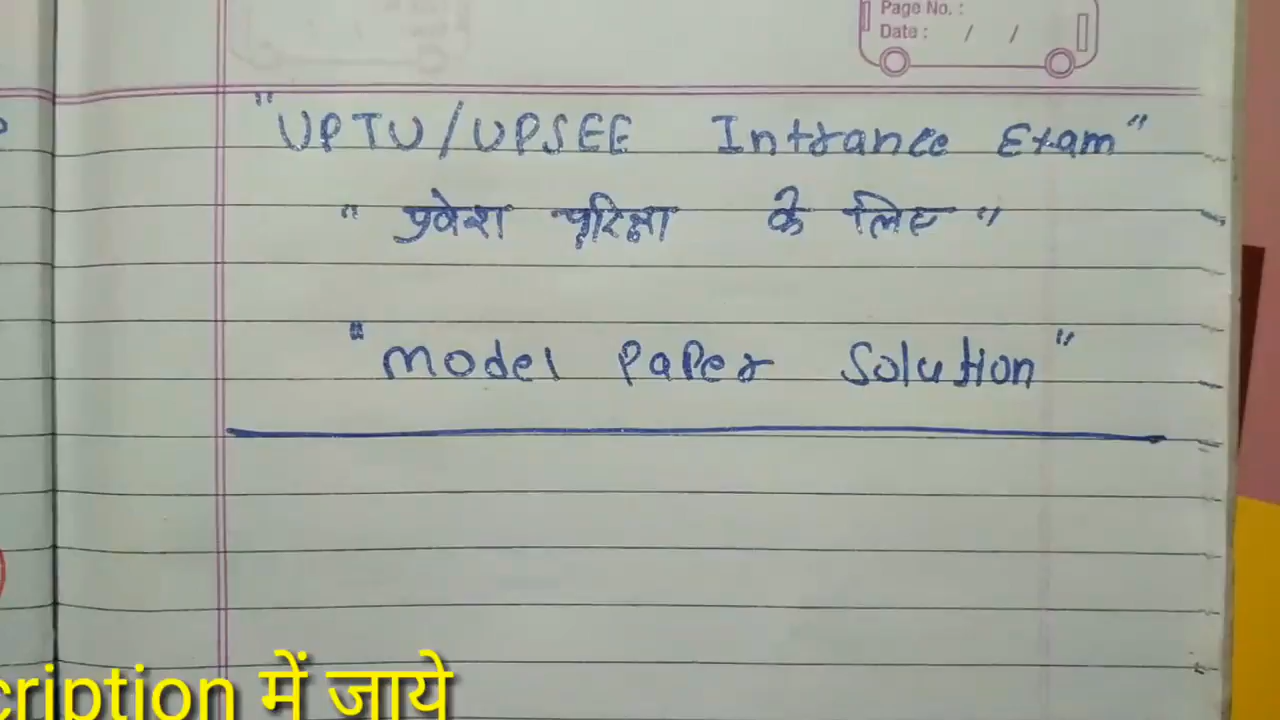 Page No. :
Date : / /
"UPTU/UPSEE Intrance Exam"
"प्रवेश परिक्षा के लिए"
"Model Paper Solution"
cription में जाये